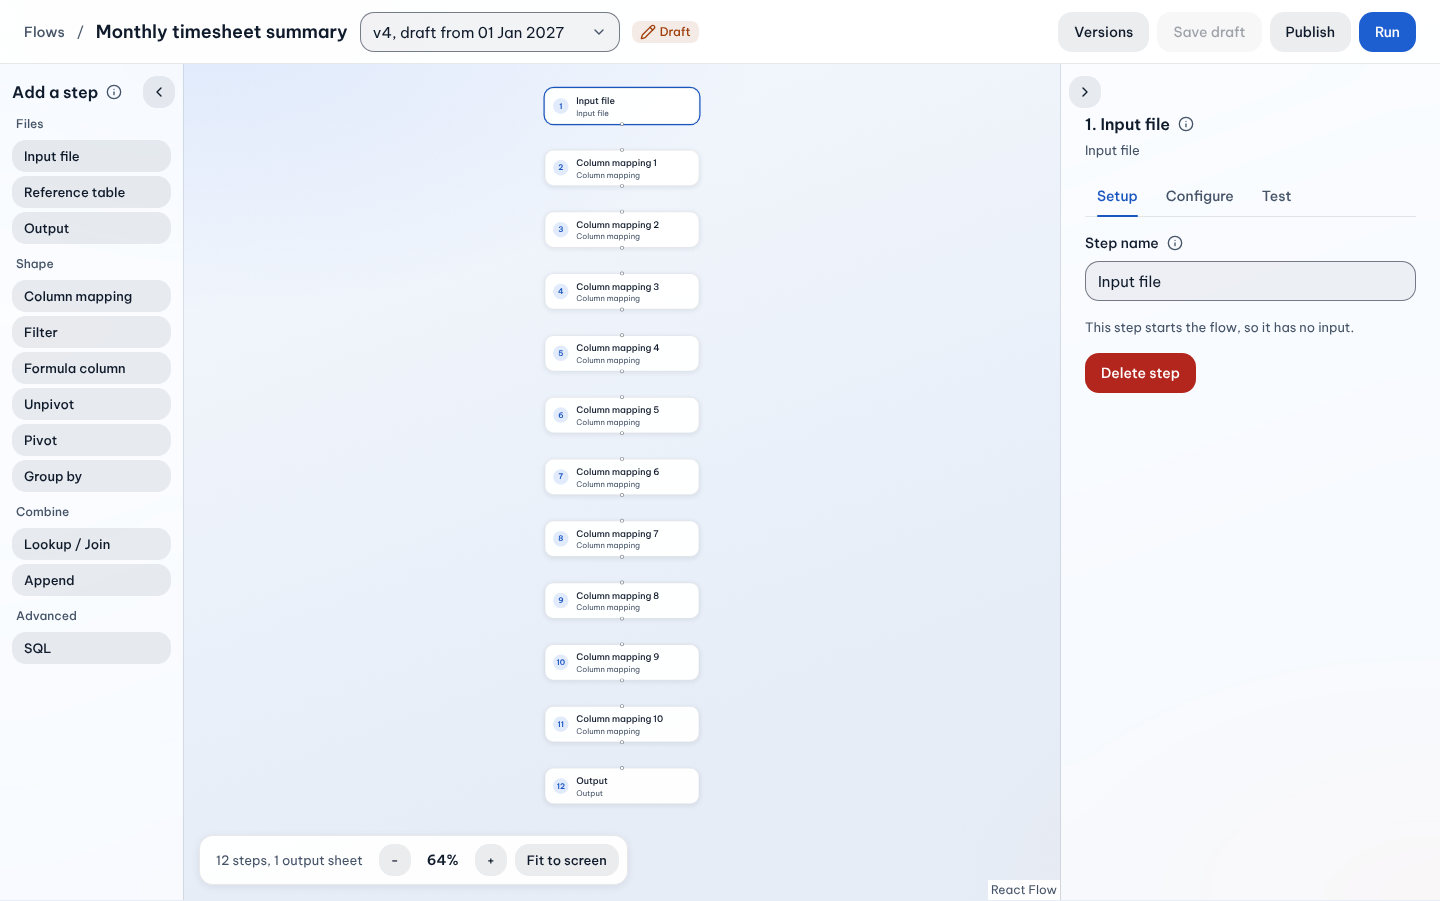 Flows / Monthly timesheet summary
v4, draft from 01 Jan 2027
Draft
Versions
Save draft
Publish
Run
Add a step
Files
Input file
Reference table
Output
Shape
Column mapping
Filter
Formula column
Unpivot
Pivot
Group by
Combine
Lookup / Join
Append
Advanced
SQL
1
Input file
Input file
2
Column mapping 1
Column mapping
3
Column mapping 2
Column mapping
4
Column mapping 3
Column mapping
5
Column mapping 4
Column mapping
6
Column mapping 5
Column mapping
7
Column mapping 6
Column mapping
8
Column mapping 7
Column mapping
9
Column mapping 8
Column mapping
10
Column mapping 9
Column mapping
11
Column mapping 10
Column mapping
12
Output
Output
12 steps, 1 output sheet
-
64%
+
Fit to screen
React Flow
1. Input file
Input file
Setup
Configure
Test
Step name
Input file
This step starts the flow, so it has no input.
Delete step